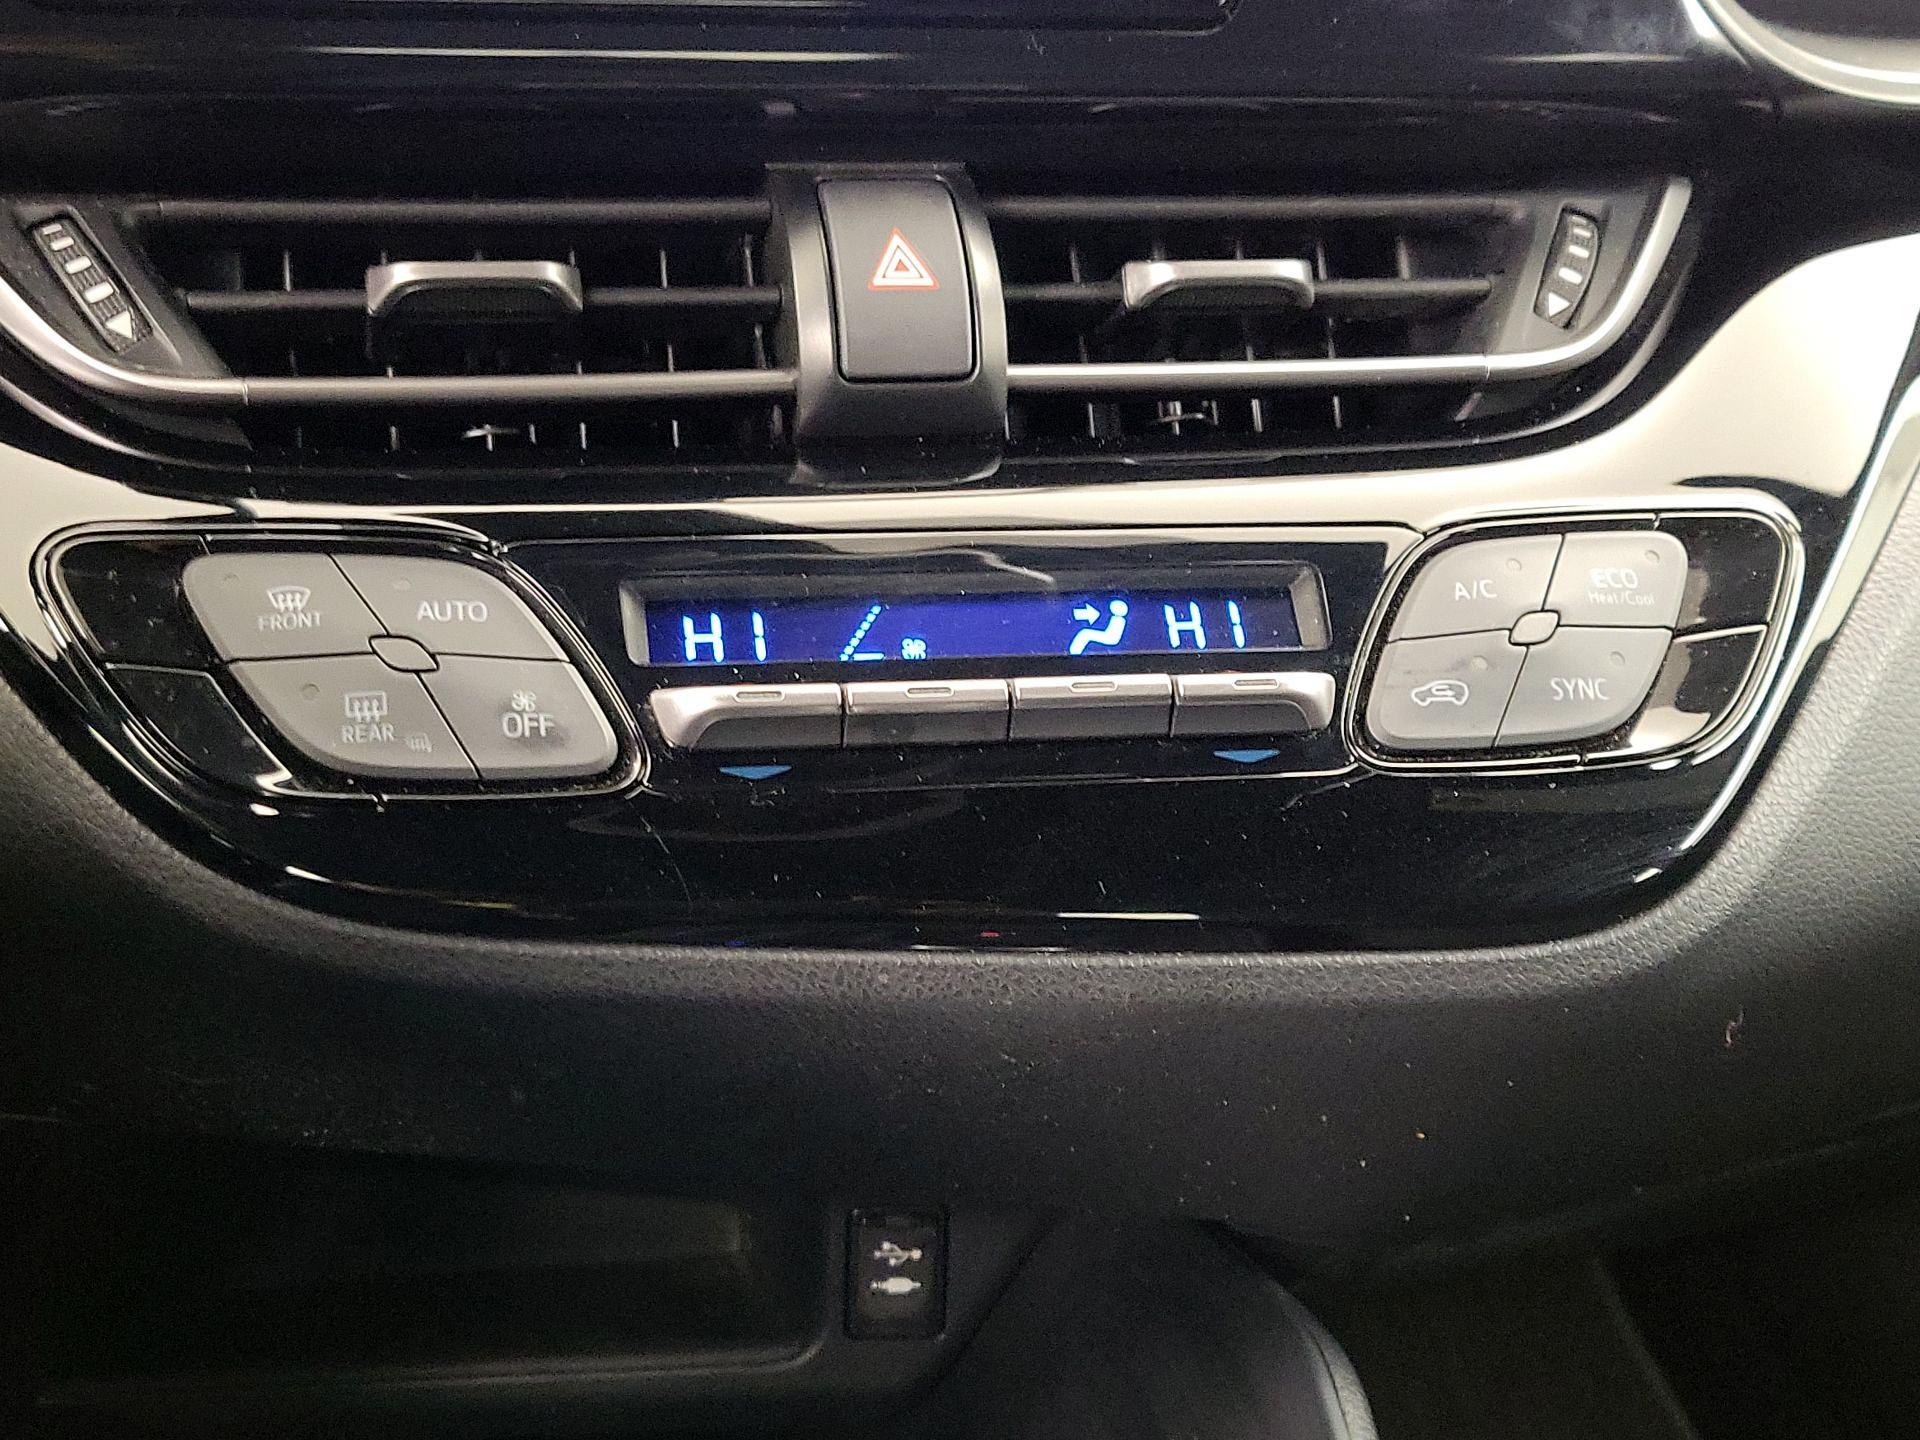 FRONT
AUTO
REAR
OFF
HI
HI
A/C
ECO
Heat/Cool
SYNC